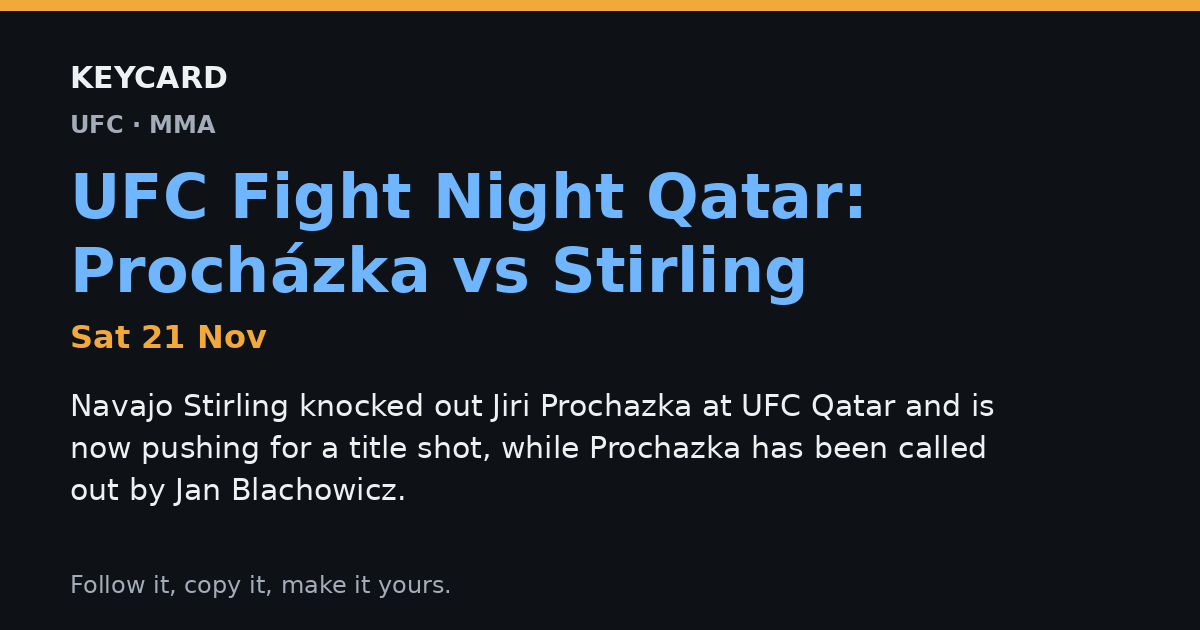 KEYCARD
UFC · MMA
UFC Fight Night Qatar:
Procházka vs Stirling
Sat 21 Nov
Navajo Stirling knocked out Jiri Prochazka at UFC Qatar and is
now pushing for a title shot, while Prochazka has been called
out by Jan Blachowicz.
Follow it, copy it, make it yours.